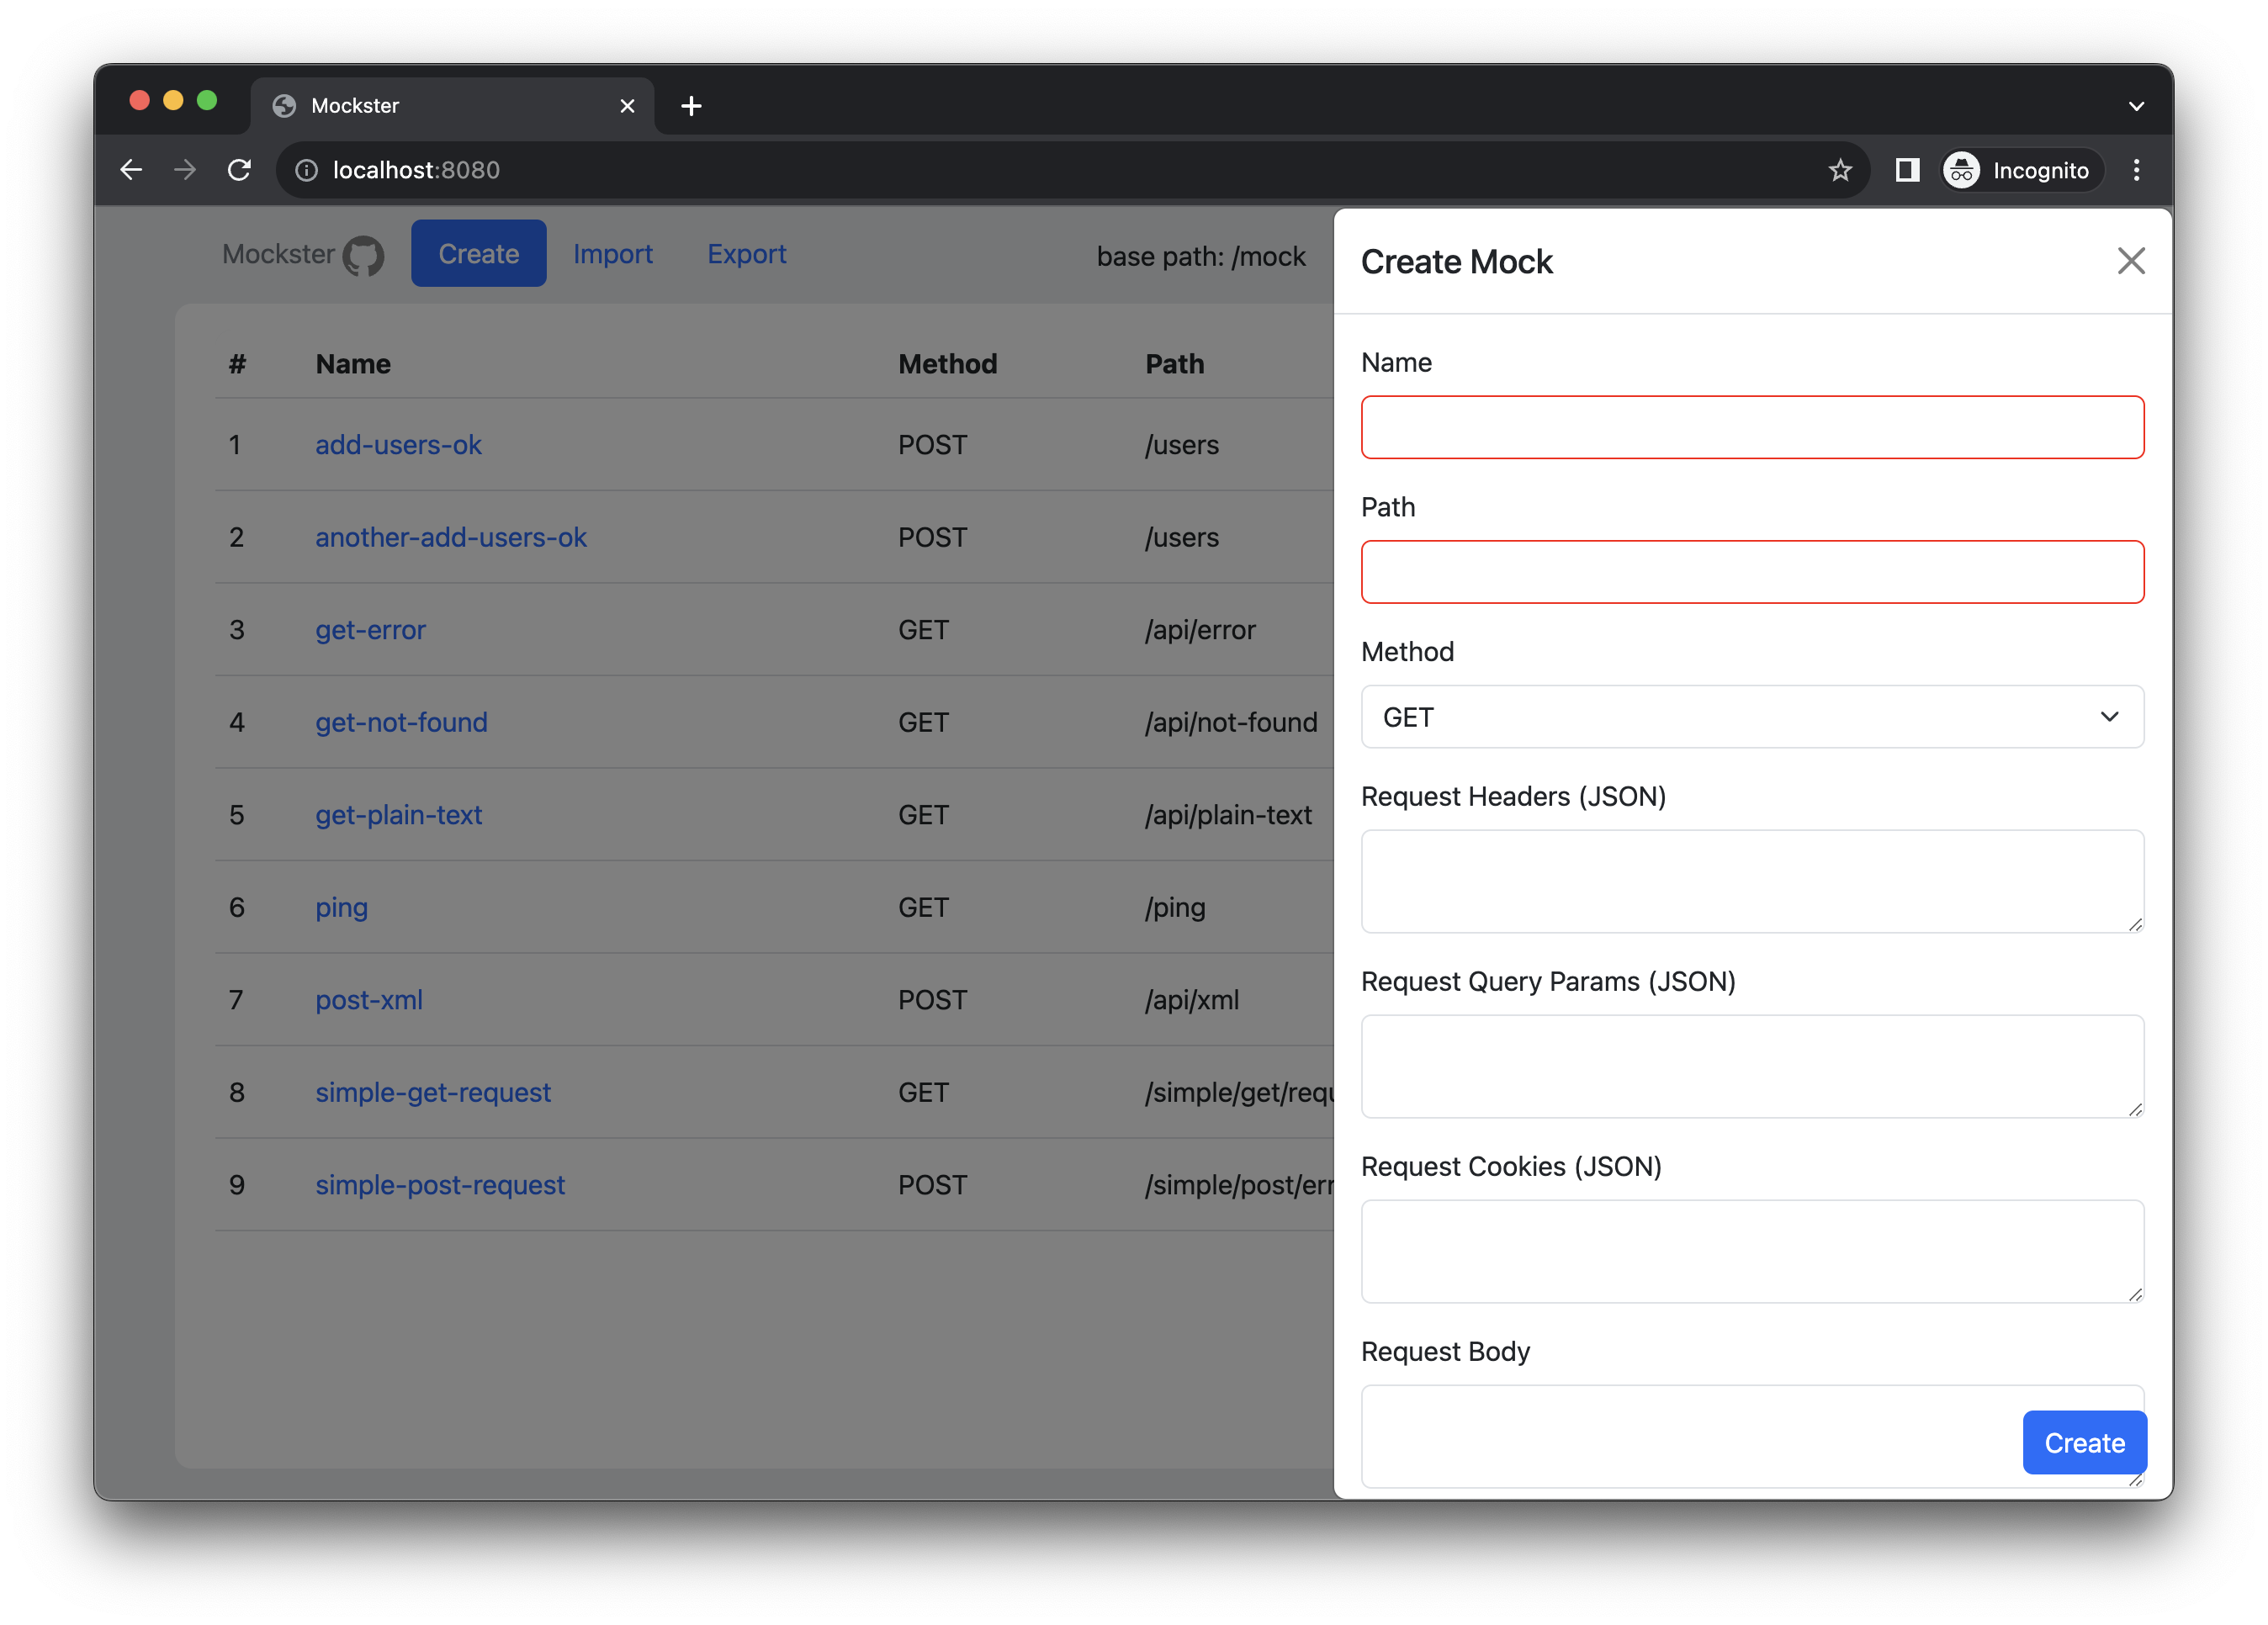 Mockster
localhost:8080
Incognito
Mockster Create Import Export base path: /mock
# Name Method Path
1 add-users-ok POST /users
2 another-add-users-ok POST /users
3 get-error GET /api/error
4 get-not-found GET /api/not-found
5 get-plain-text GET /api/plain-text
6 ping GET /ping
7 post-xml POST /api/xml
8 simple-get-request GET /simple/get/requ
9 simple-post-request POST /simple/post/err
Create Mock
Name
Path
Method
GET
Request Headers (JSON)
Request Query Params (JSON)
Request Cookies (JSON)
Request Body
Create